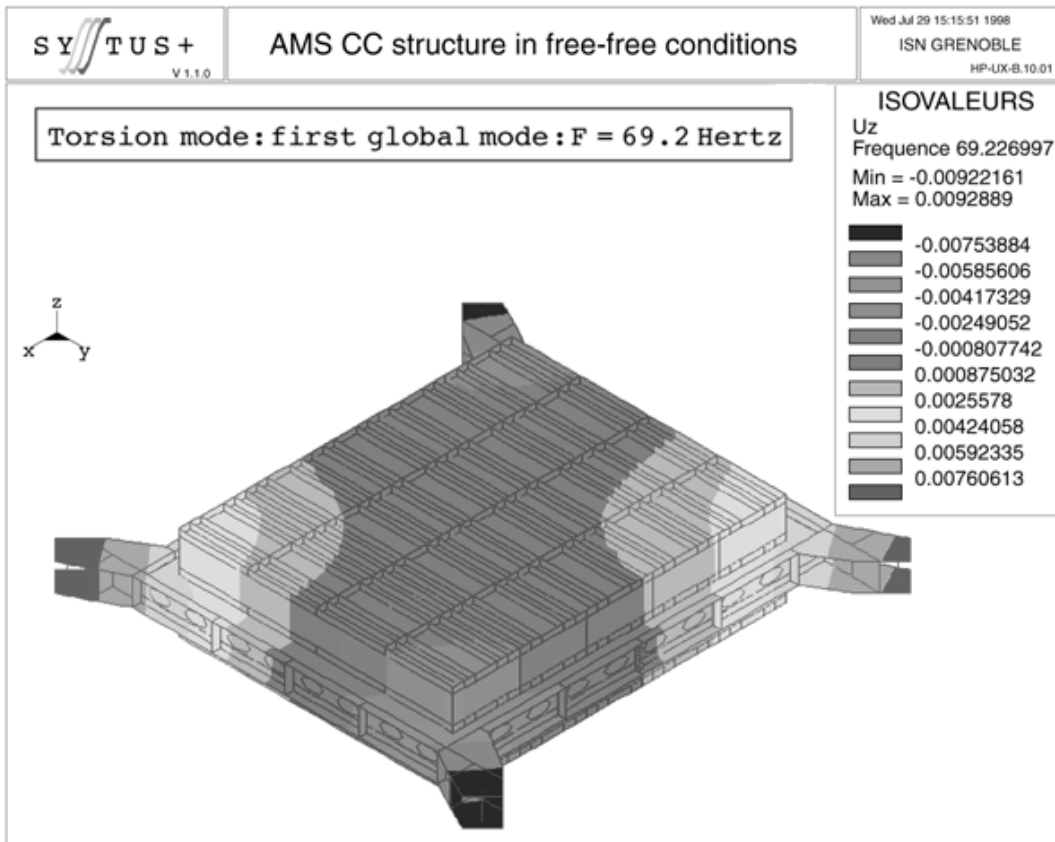 SYSTUS+
V 1.1.0
AMS CC structure in free-free conditions
Wed Jul 29 15:15:51 1998
ISN GRENOBLE
HP-UX-B.10.01
Torsion mode:first global mode:F = 69.2 Hertz
ISOVALEURS
Uz
Frequence 69.226997
Min = -0.00922161
Max = 0.0092889
-0.00753884
-0.00585606
-0.00417329
-0.00249052
-0.000807742
0.000875032
0.0025578
0.00424058
0.00592335
0.00760613
z
x
y